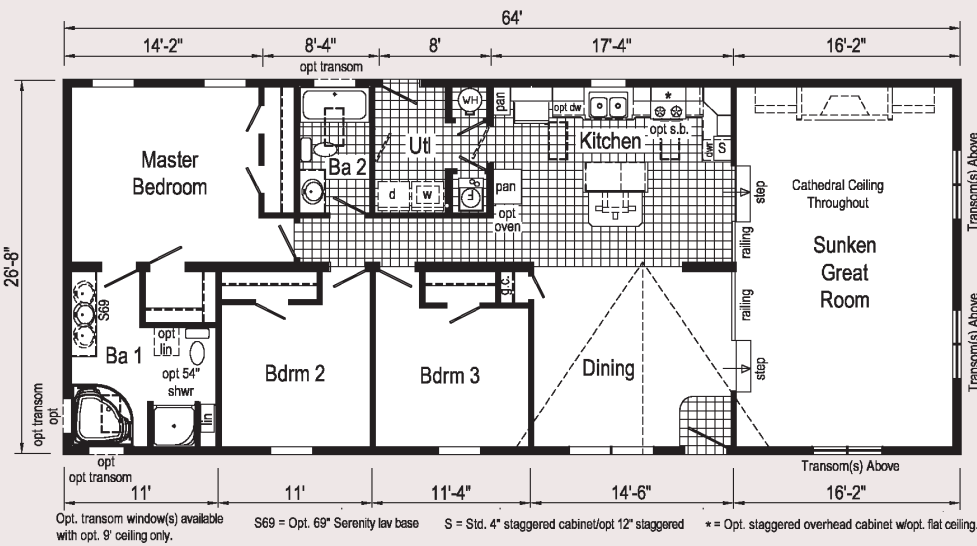 64'
14'-2"
8'-4"
8'
17'-4"
16'-2"
opt transom
26'-8"
Master
Bedroom
Ba 2
Utl
WH
d
w
F
pan
pan
opt
oven
opt dw
*
opt s.b.
Kitchen
dwr
S
step
railing
Cathedral Ceiling
Throughout
Sunken
Great
Room
Transom(s) Above
Transom(s) Above
S69
Ba 1
opt
lin
opt 54"
shwr
lin
Bdrm 2
Bdrm 3
g.c.
Dining
railing
step
opt transom
opt
opt
opt transom
Transom(s) Above
11'
11'
11'-4"
14'-6"
16'-2"
Opt. transom window(s) available
with opt. 9' ceiling only.
S69 = Opt. 69" Serenity lav base
S = Std. 4" staggered cabinet/opt 12" staggered
* = Opt. staggered overhead cabinet w/opt. flat ceiling.